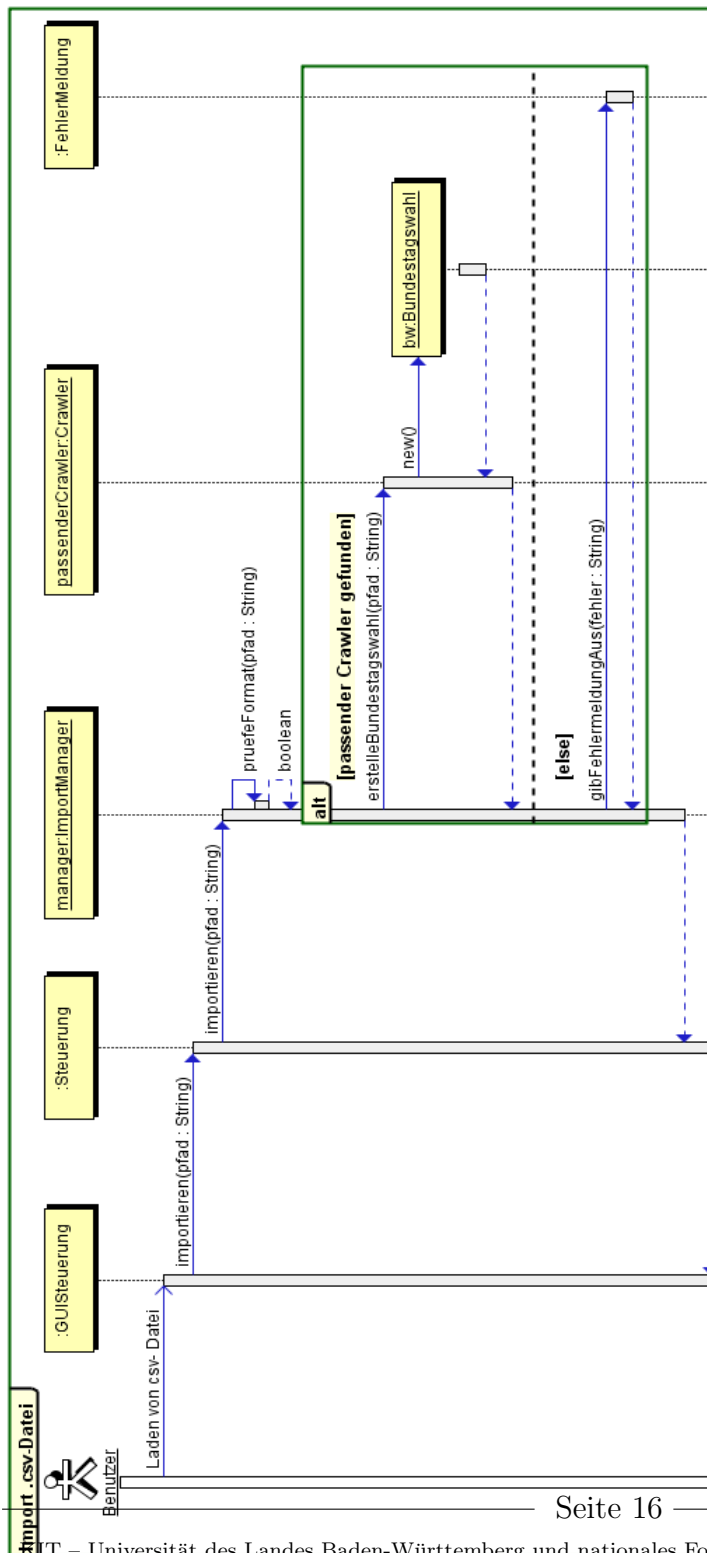 Import .csv-Datei
Benutzer
:GUISteuerung
:Steuerung
manager:ImportManager
passenderCrawler:Crawler
:FehlerMeldung
Laden von csv- Datei
importieren(pfad : String)
importieren(pfad : String)
pruefeFormat(pfad : String)
boolean
alt
[passender Crawler gefunden]
erstelleBundestagswahl(pfad : String)
new()
bw:Bundestagswahl
[else]
gibFehlermeldungAus(fehler : String)
Seite 16
– Universität des Landes Baden-Württemberg und nationales